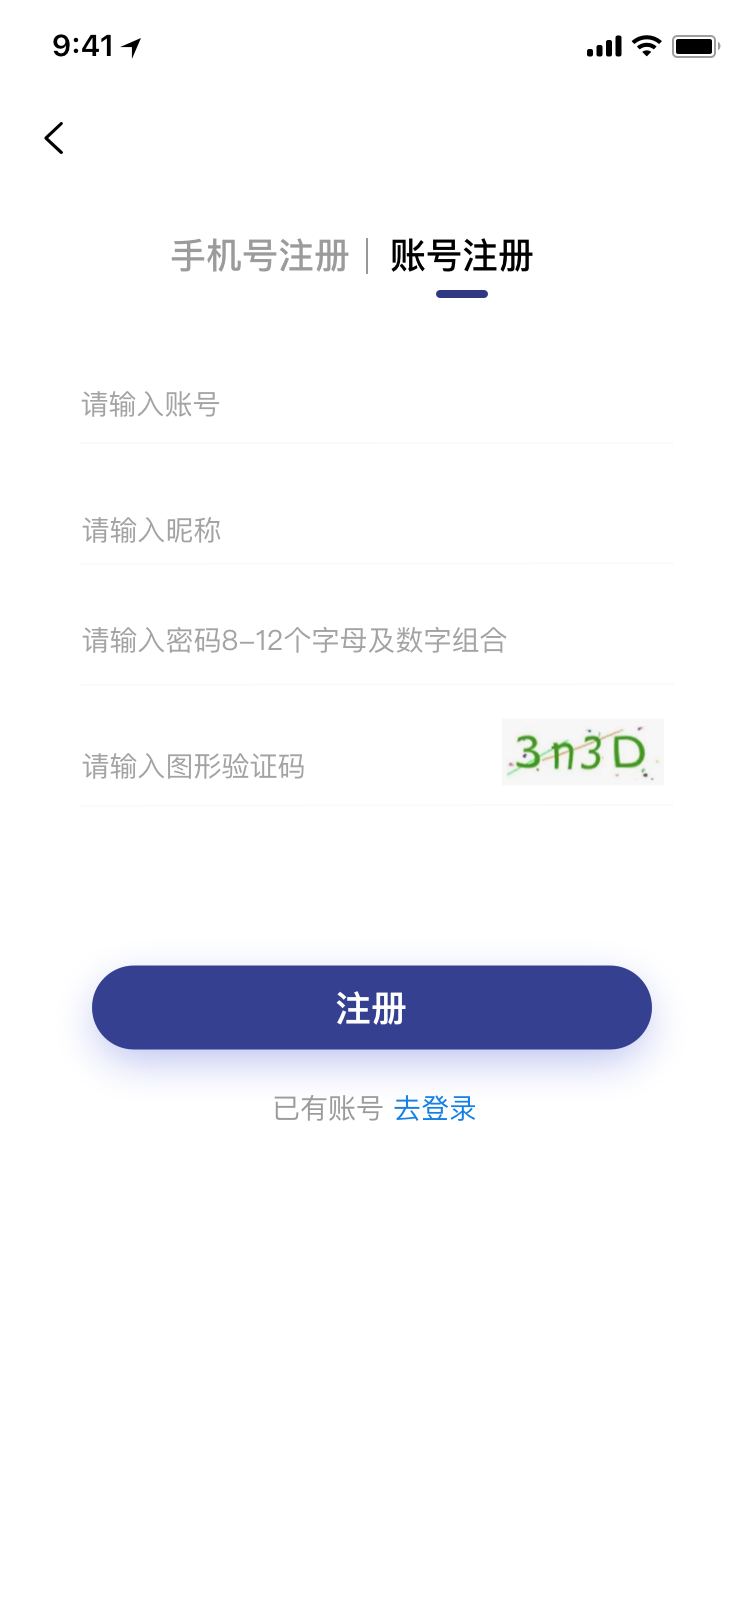 9:41
手机号注册 账号注册
请输入账号
请输入昵称
请输入密码8-12个字母及数字组合
请输入图形验证码 3n3D
注册
已有账号 去登录